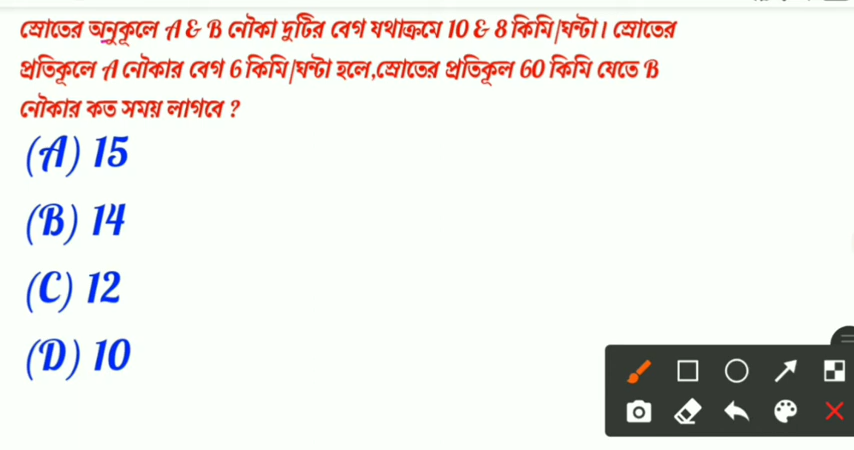 স্রোতের অনুকূলে A & B নৌকা দুটির বেগ যথাক্রমে 10 & 8 কিমি/ঘন্টা। স্রোতের
প্রতিকূলে A নৌকার বেগ 6 কিমি/ঘন্টা হলে,স্রোতের প্রতিকূল 60 কিমি যেতে B
নৌকার কত সময় লাগবে ?
(A) 15
(B) 14
(C) 12
(D) 10